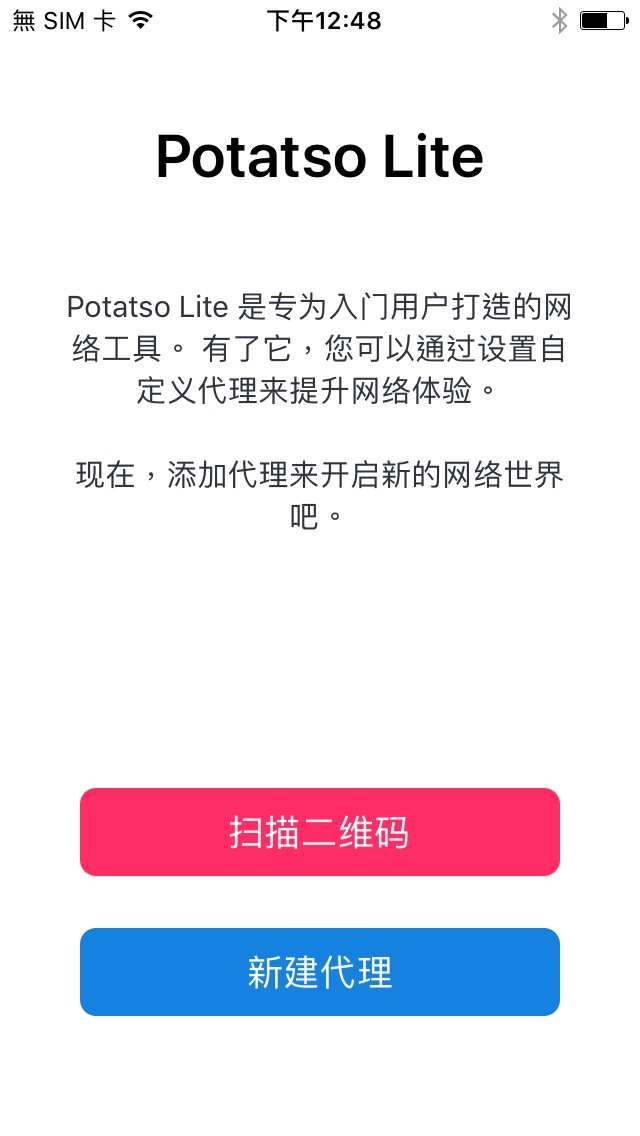 無 SIM 卡 下午12:48
Potatso Lite
Potatso Lite 是专为入门用户打造的网
络工具。 有了它，您可以通过设置自
定义代理来提升网络体验。
现在，添加代理来开启新的网络世界
吧。
扫描二维码
新建代理